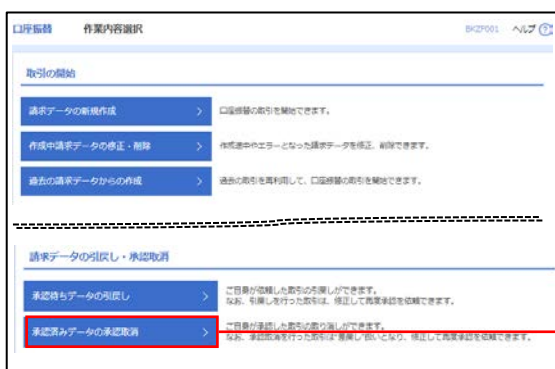 口座振替 作業内容選択 BKZF001 ヘルプ ?
取引の開始
請求データの新規作成 > 口座振替の取引を開始できます。
作成中請求データの修正・削除 > 作成途中やエラーとなった請求データを修正、削除できます。
過去の請求データからの作成 > 過去の取引を再利用して、口座振替の取引を開始できます。
請求データの引戻し・承認取消
承認待ちデータの引戻し > ご自身が依頼した取引の引戻しができます。
なお、引戻しを行った取引は、修正して再度承認を依頼できます。
承認済みデータの承認取消 > ご自身が承認した取引の取り消しができます。
なお、承認取消を行った取引は"差戻し"扱いとなり、修正して再度承認を依頼できます。